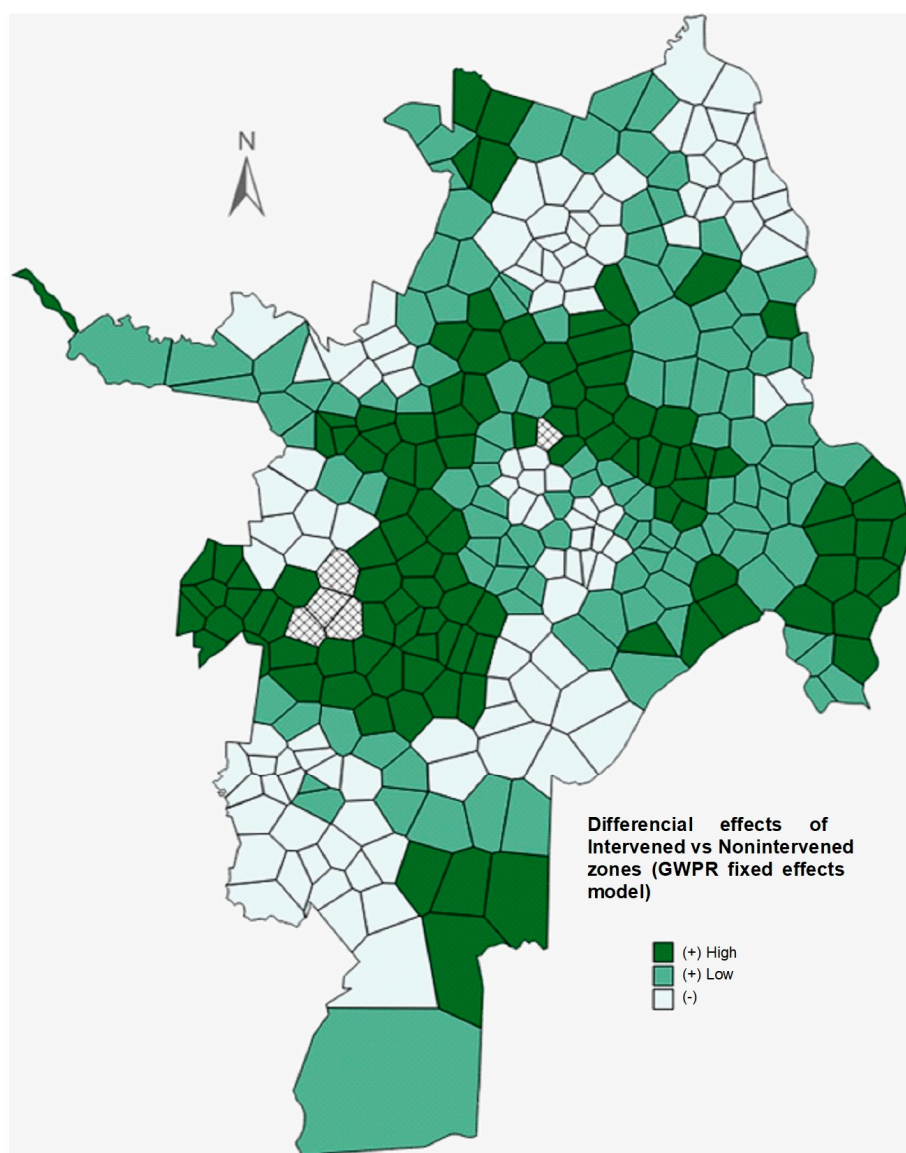 N
Differencial effects of
Intervened vs Nonintervened
zones (GWPR fixed effects
model)
(+) High
(+) Low
(-)